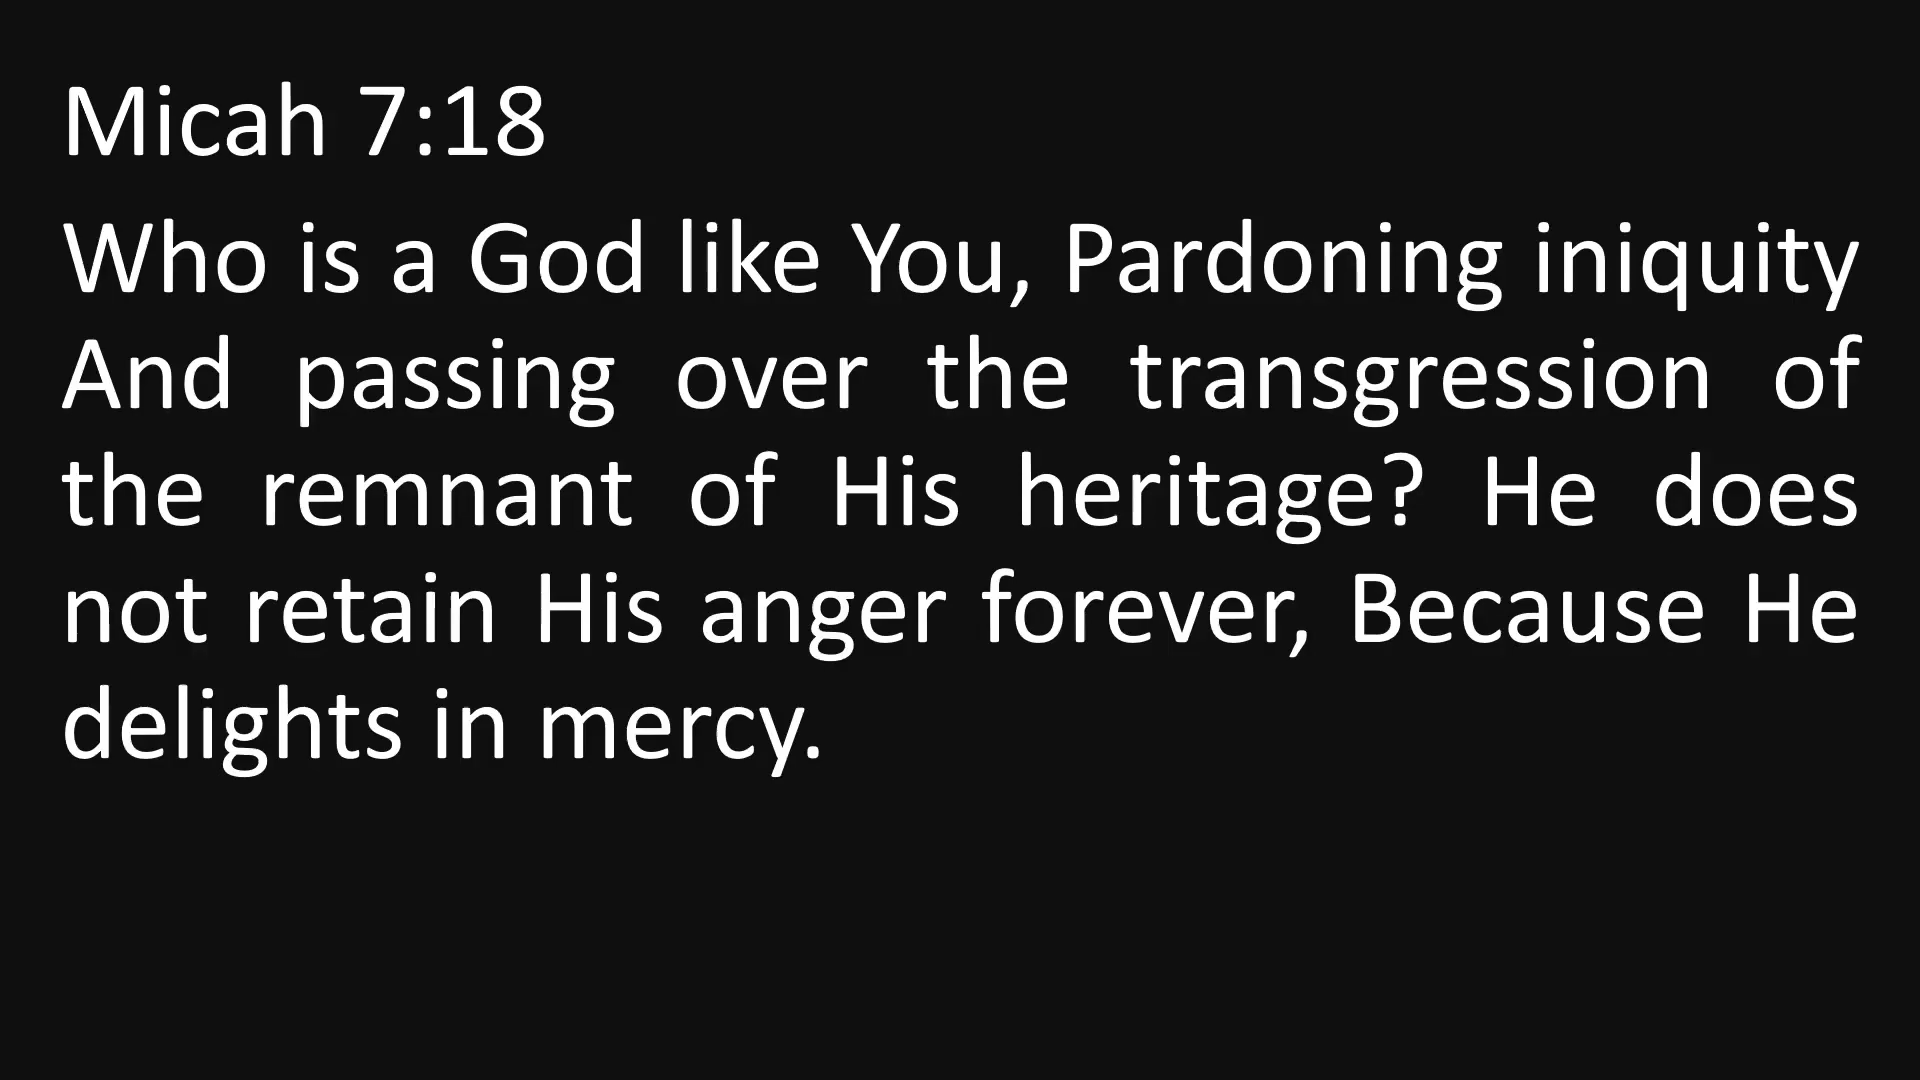 Micah 7:18
Who is a God like You, Pardoning iniquity
And passing over the transgression of
the remnant of His heritage? He does
not retain His anger forever, Because He
delights in mercy.